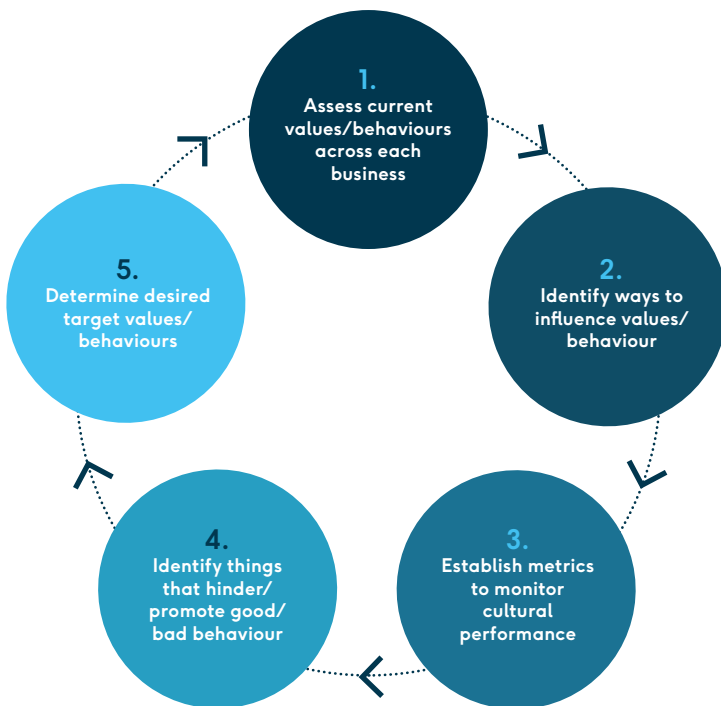 1.
Assess current
values/behaviours
across each
business
2.
Identify ways to
influence values/
behaviour
3.
Establish metrics
to monitor
cultural
performance
4.
Identify things
that hinder/
promote good/
bad behaviour
5.
Determine desired
target values/
behaviours